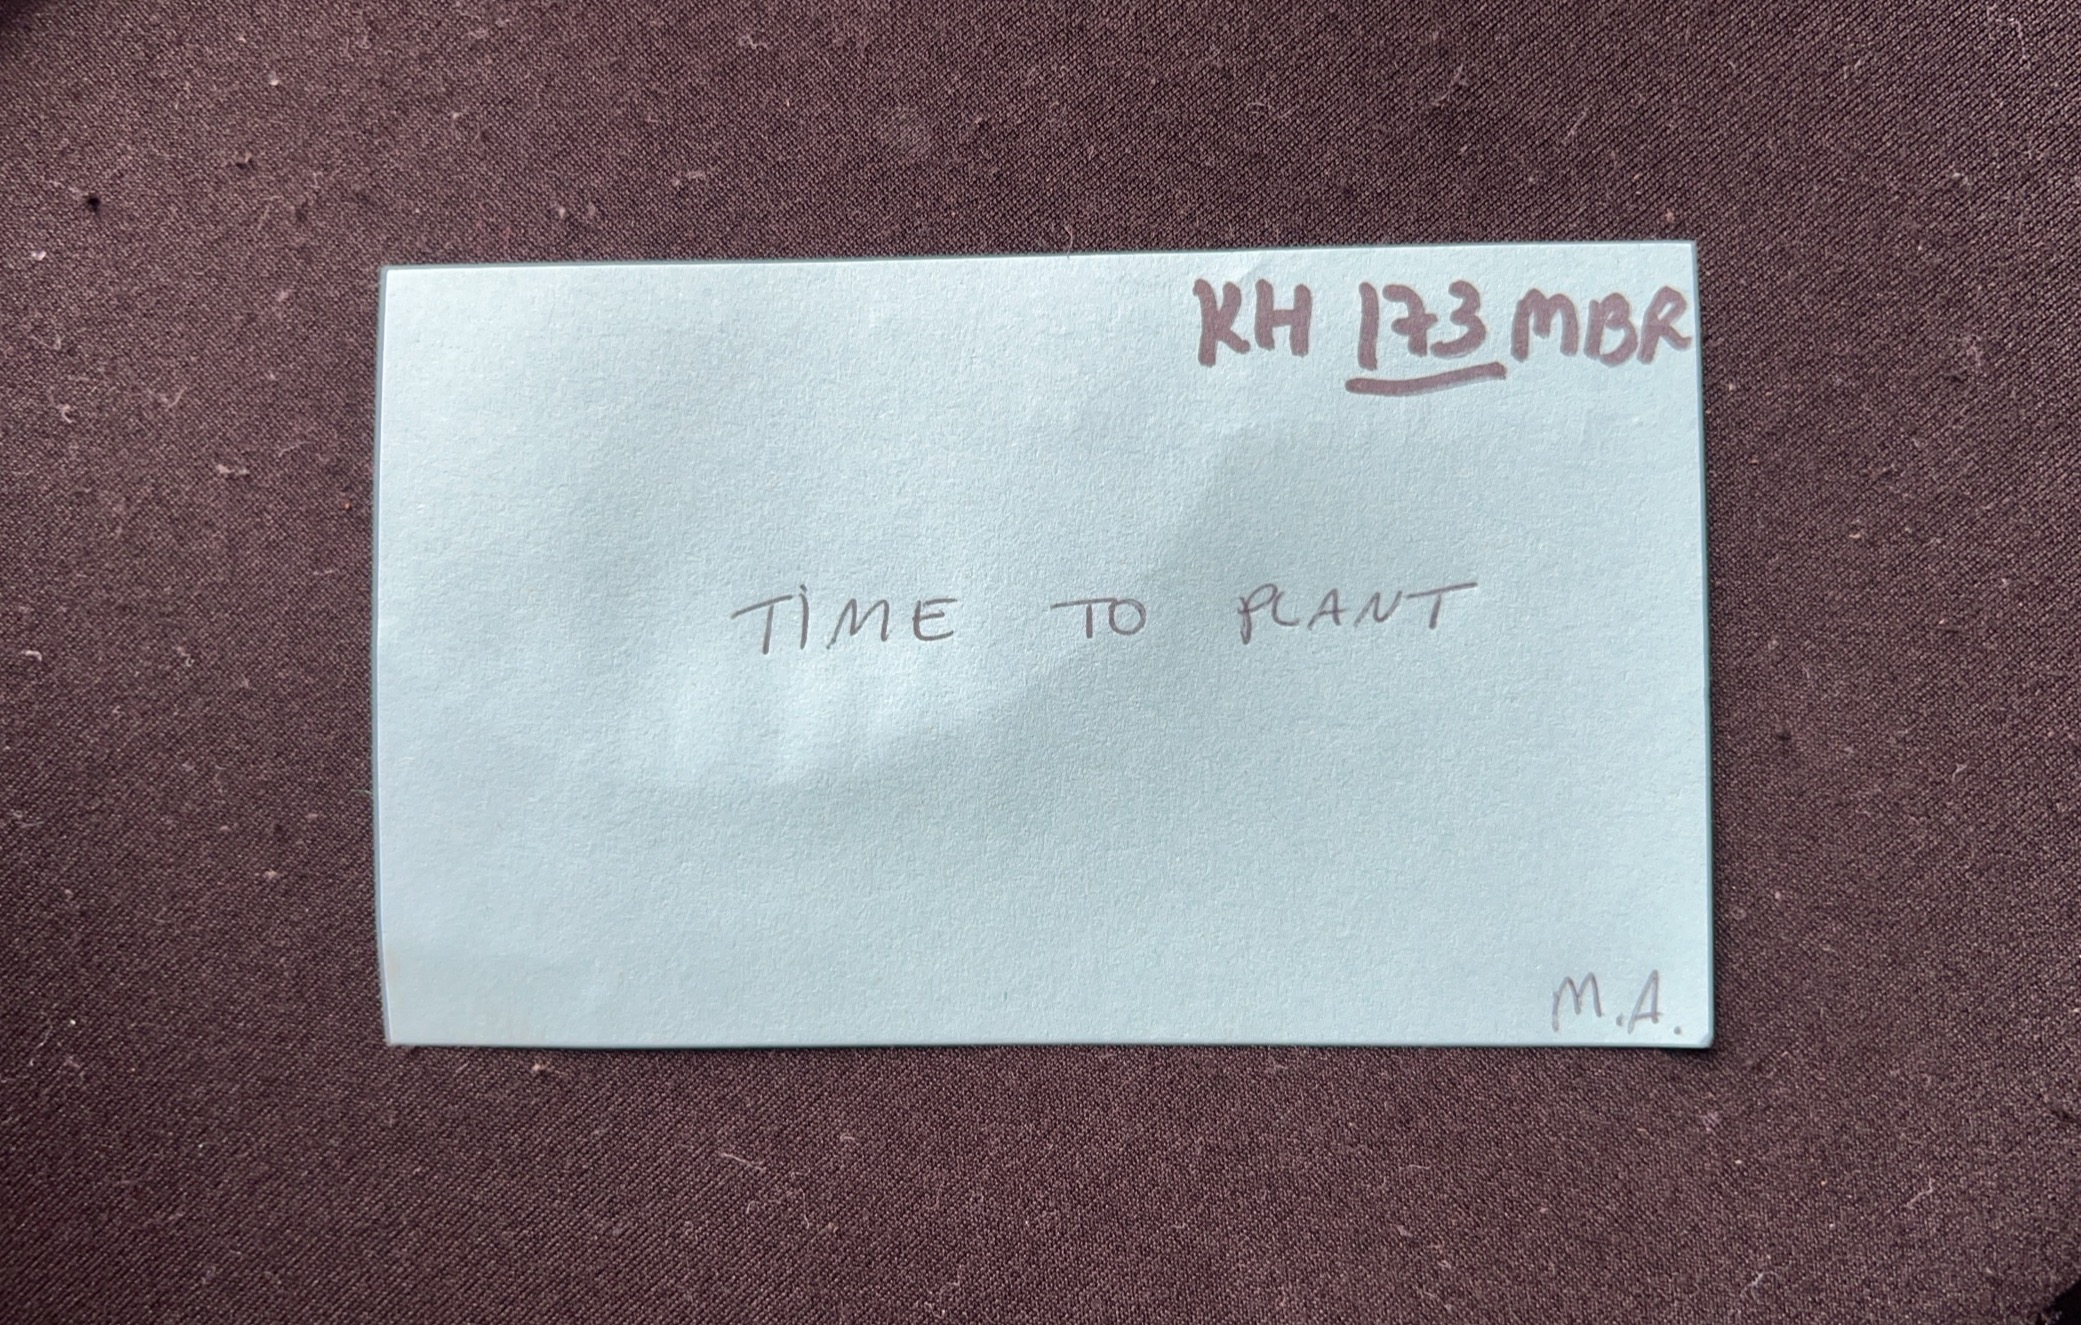 KH 173 MBR
TIME TO PLANT
M.A.